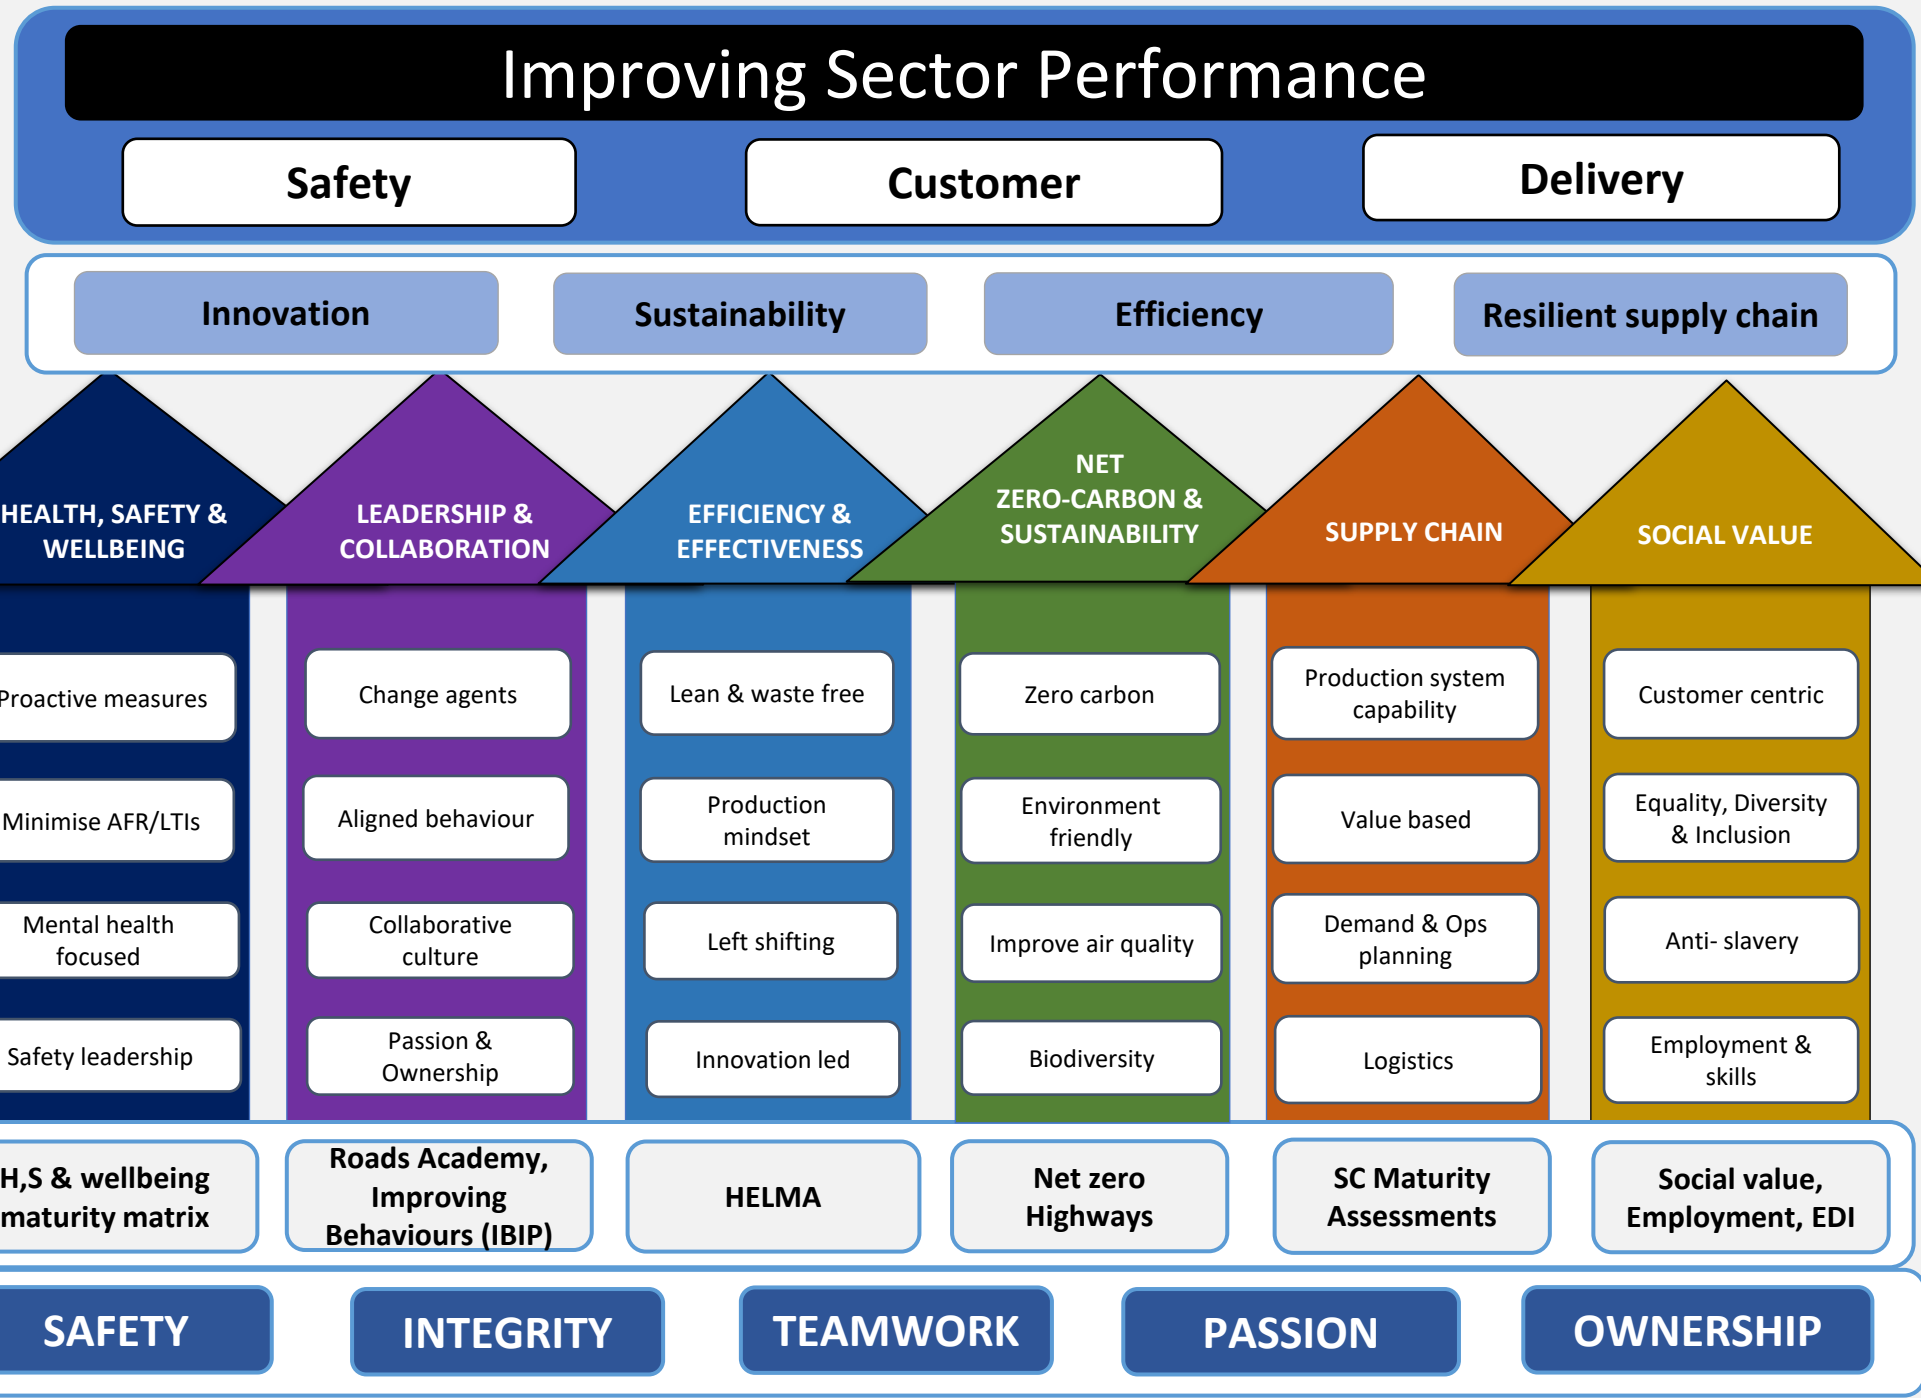 Improving Sector Performance
Safety
Customer
Delivery
Innovation
Sustainability
Efficiency
Resilient supply chain
HEALTH, SAFETY &
WELLBEING
LEADERSHIP &
COLLABORATION
EFFICIENCY &
EFFECTIVENESS
NET
ZERO-CARBON &
SUSTAINABILITY
SUPPLY CHAIN
SOCIAL VALUE
Proactive measures
Minimise AFR/LTIs
Mental health
focused
Safety leadership
Change agents
Aligned behaviour
Collaborative
culture
Passion &
Ownership
Lean & waste free
Production
mindset
Left shifting
Innovation led
Zero carbon
Environment
friendly
Improve air quality
Biodiversity
Production system
capability
Value based
Demand & Ops
planning
Logistics
Customer centric
Equality, Diversity
& Inclusion
Anti- slavery
Employment &
skills
H,S & wellbeing
maturity matrix
Roads Academy,
Improving
Behaviours (IBIP)
HELMA
Net zero
Highways
SC Maturity
Assessments
Social value,
Employment, EDI
SAFETY
INTEGRITY
TEAMWORK
PASSION
OWNERSHIP